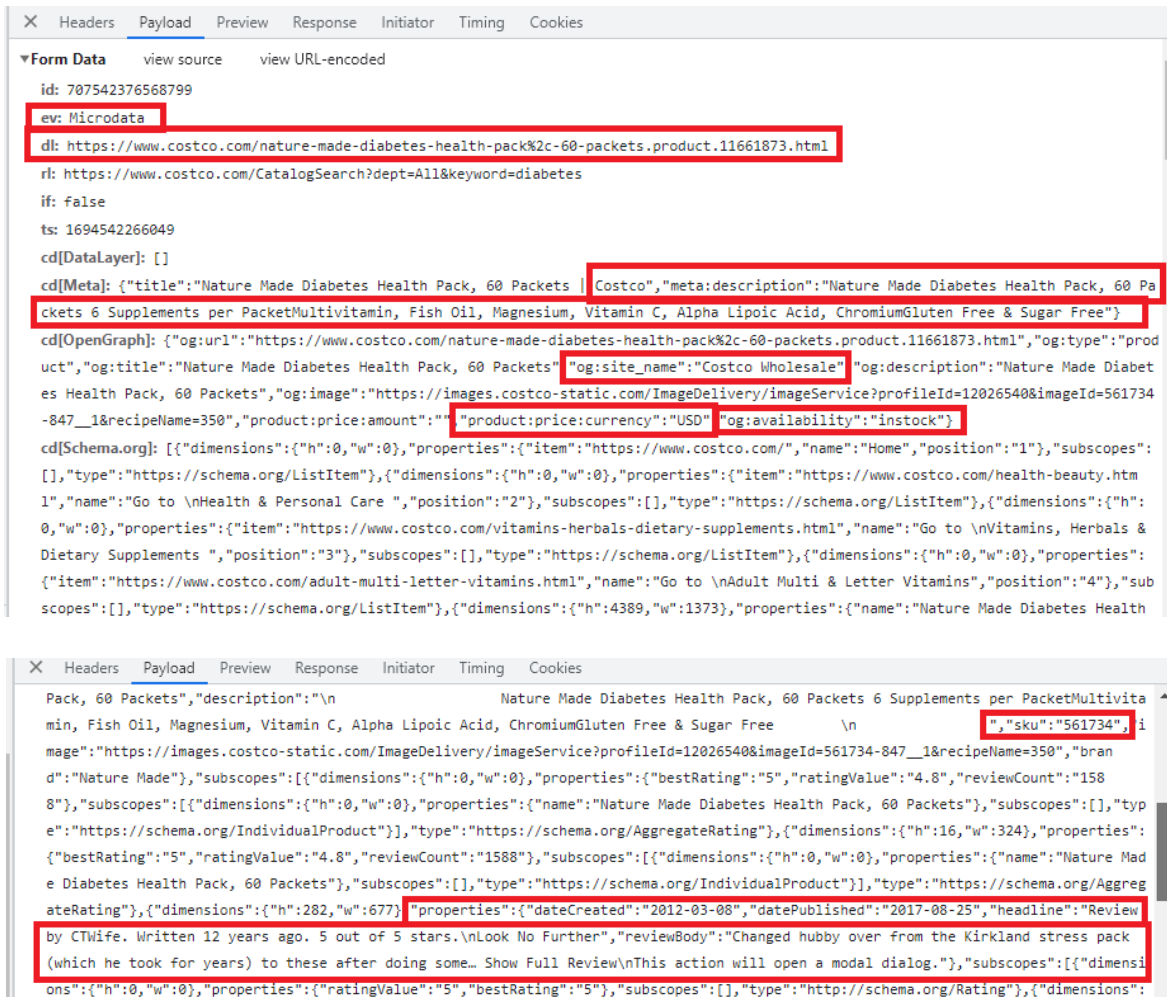 × Headers Payload Preview Response Initiator Timing Cookies
▼Form Data view source view URL-encoded
id: 707542376568799
ev: Microdata
dl: https://www.costco.com/nature-made-diabetes-health-pack%2c-60-packets.product.11661873.html
rl: https://www.costco.com/CatalogSearch?dept=All&keyword=diabetes
if: false
ts: 1694542266049
cd[DataLayer]: []
cd[Meta]: {"title":"Nature Made Diabetes Health Pack, 60 Packets | Costco","meta:description":"Nature Made Diabetes Health Pack, 60 Pa
ckets 6 Supplements per PacketMultivitamin, Fish Oil, Magnesium, Vitamin C, Alpha Lipoic Acid, ChromiumGluten Free & Sugar Free"}
cd[OpenGraph]: {"og:url":"https://www.costco.com/nature-made-diabetes-health-pack%2c-60-packets.product.11661873.html","og:type":"prod
uct","og:title":"Nature Made Diabetes Health Pack, 60 Packets" "og:site_name":"Costco Wholesale" "og:description":"Nature Made Diabet
es Health Pack, 60 Packets","og:image":"https://images.costco-static.com/ImageDelivery/imageService?profileId=12026540&imageId=561734
-847__1&recipeName=350","product:price:amount":"","product:price:currency":"USD" "og:availability":"instock"}
cd[Schema.org]: [{"dimensions":{"h":0,"w":0},"properties":{"item":"https://www.costco.com/","name":"Home","position":"1"},"subscopes":
[],"type":"https://schema.org/ListItem"},{"dimensions":{"h":0,"w":0},"properties":{"item":"https://www.costco.com/health-beauty.htm
l","name":"Go to \nHealth & Personal Care ","position":"2"},"subscopes":[],"type":"https://schema.org/ListItem"},{"dimensions":{"h":
0,"w":0},"properties":{"item":"https://www.costco.com/vitamins-herbals-dietary-supplements.html","name":"Go to \nVitamins, Herbals &
Dietary Supplements ","position":"3"},"subscopes":[],"type":"https://schema.org/ListItem"},{"dimensions":{"h":0,"w":0},"properties":
{"item":"https://www.costco.com/adult-multi-letter-vitamins.html","name":"Go to \nAdult Multi & Letter Vitamins","position":"4"},"sub
scopes":[],"type":"https://schema.org/ListItem"},{"dimensions":{"h":4389,"w":1373},"properties":{"name":"Nature Made Diabetes Health
× Headers Payload Preview Response Initiator Timing Cookies
Pack, 60 Packets","description":"\n Nature Made Diabetes Health Pack, 60 Packets 6 Supplements per PacketMultivita
min, Fish Oil, Magnesium, Vitamin C, Alpha Lipoic Acid, ChromiumGluten Free & Sugar Free \n ","sku":"561734","i
mage":"https://images.costco-static.com/ImageDelivery/imageService?profileId=12026540&imageId=561734-847__1&recipeName=350","bran
d":"Nature Made"},"subscopes":[{"dimensions":{"h":0,"w":0},"properties":{"bestRating":"5","ratingValue":"4.8","reviewCount":"158
8"},"subscopes":[{"dimensions":{"h":0,"w":0},"properties":{"name":"Nature Made Diabetes Health Pack, 60 Packets"},"subscopes":[],"typ
e":"https://schema.org/IndividualProduct"}],"type":"https://schema.org/AggregateRating"},{"dimensions":{"h":16,"w":324},"properties":
{"bestRating":"5","ratingValue":"4.8","reviewCount":"1588"},"subscopes":[{"dimensions":{"h":0,"w":0},"properties":{"name":"Nature Mad
e Diabetes Health Pack, 60 Packets"},"subscopes":[],"type":"https://schema.org/IndividualProduct"}],"type":"https://schema.org/Aggreg
ateRating"},{"dimensions":{"h":282,"w":677} "properties":{"dateCreated":"2012-03-08","datePublished":"2017-08-25","headline":"Review
by CTWife. Written 12 years ago. 5 out of 5 stars.\nLook No Further","reviewBody":"Changed hubby over from the Kirkland stress pack
(which he took for years) to these after doing some… Show Full Review\nThis action will open a modal dialog."},"subscopes":[{"dimensi
ons":{"h":0,"w":0},"properties":{"ratingValue":"5","bestRating":"5"},"subscopes":[],"type":"http://schema.org/Rating"},{"dimensions":